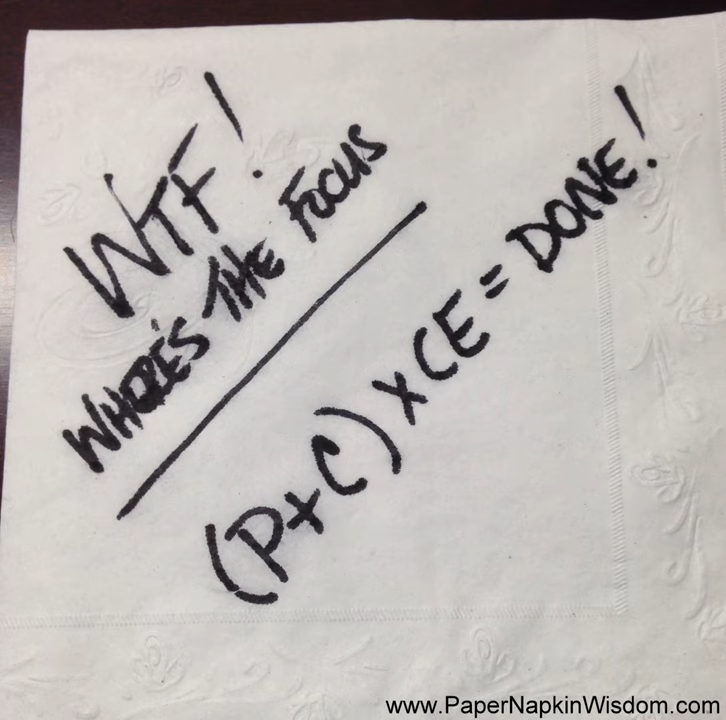 WTF!
WHERE'S THE FOCUS
(P+C) x CE = DONE!
www.PaperNapkinWisdom.com